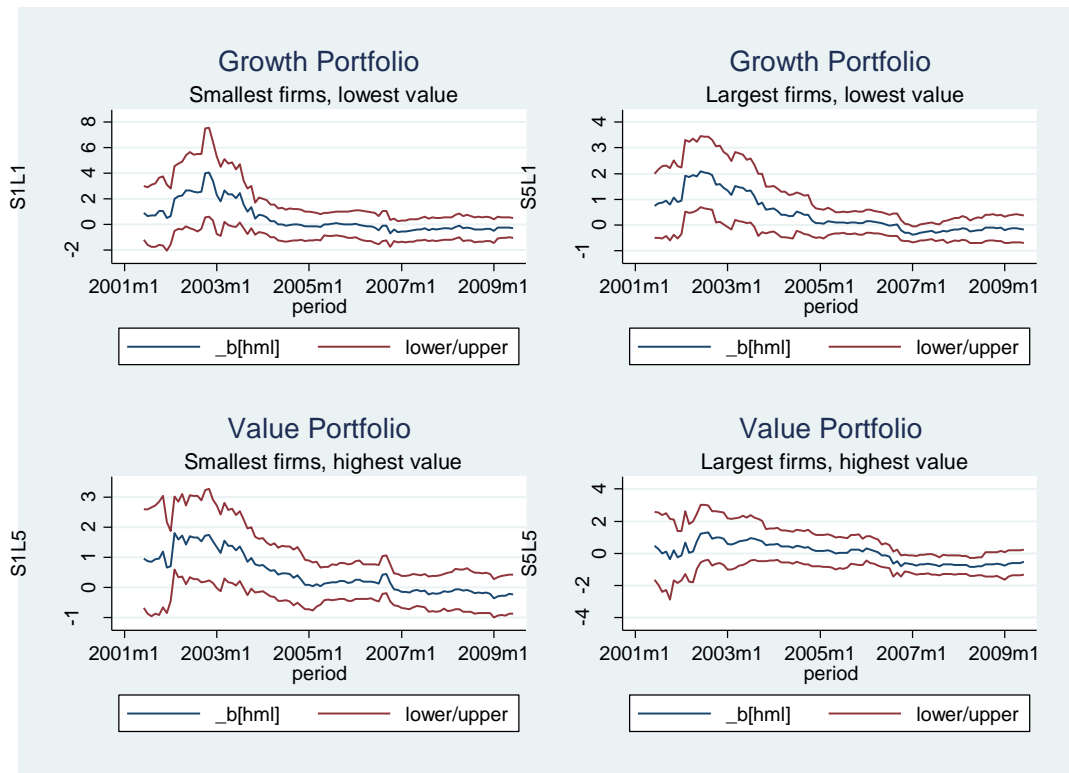 Growth Portfolio
Smallest firms, lowest value
S1L1
8
6
4
2
0
-2
2001m1 2003m1 2005m1 2007m1 2009m1
period
_b[hml] lower/upper
Growth Portfolio
Largest firms, lowest value
S5L1
4
3
2
1
0
-1
2001m1 2003m1 2005m1 2007m1 2009m1
period
_b[hml] lower/upper
Value Portfolio
Smallest firms, highest value
S1L5
3
2
1
0
-1
2001m1 2003m1 2005m1 2007m1 2009m1
period
_b[hml] lower/upper
Value Portfolio
Largest firms, highest value
S5L5
4
2
0
-2
-4
2001m1 2003m1 2005m1 2007m1 2009m1
period
_b[hml] lower/upper